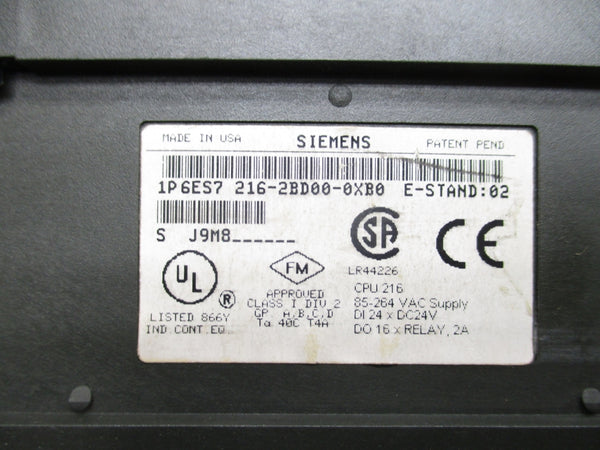 MADE IN USA SIEMENS PATENT PEND
1P 6ES7 216-2BD00-0XB0 E-STAND:02
S J9M8______
UL ®
LISTED 866Y
IND.CONT.EQ.
FM
APPROVED
CLASS I DIV 2
GP. A,B,C,D
Ta 40C T4A
SA
CE
LR44226
CPU 216
85-264 VAC Supply
DI 24 x DC24V
DO 16 x RELAY, 2A